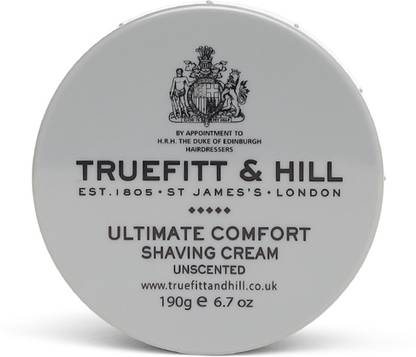 BY APPOINTMENT TO
H.R.H. THE DUKE OF EDINBURGH
HAIRDRESSERS
TRUEFITT & HILL
EST.1805 • ST JAMES'S • LONDON
ULTIMATE COMFORT
SHAVING CREAM
UNSCENTED
www.truefittandhill.co.uk
190g e 6.7 oz